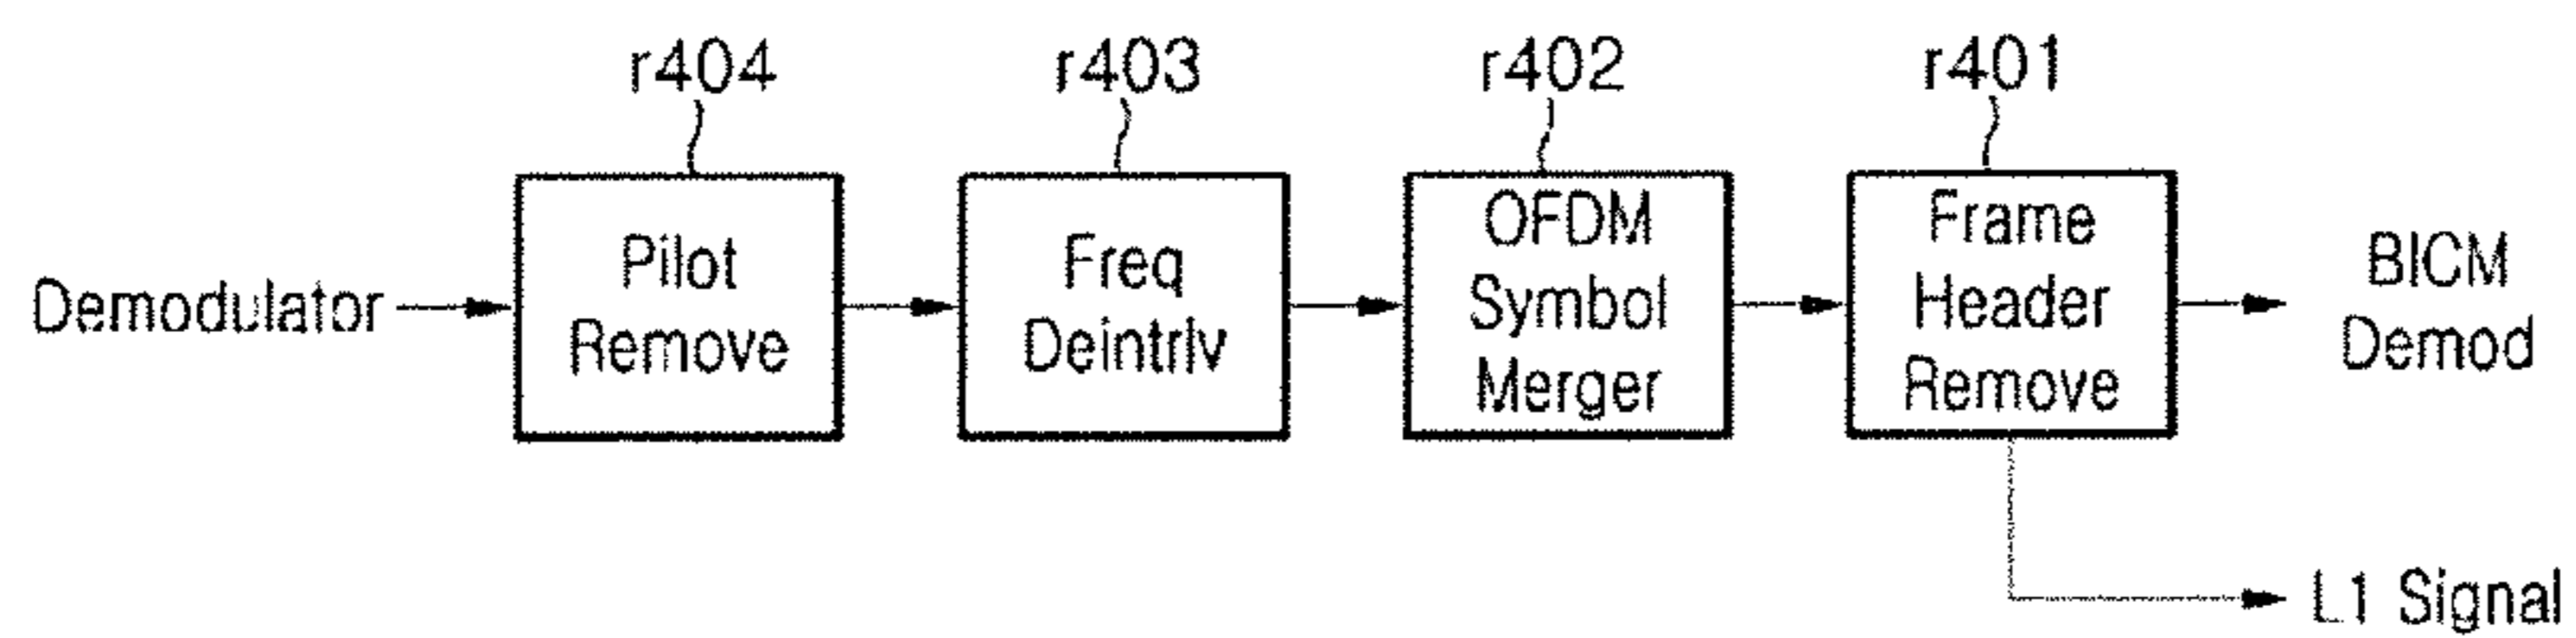 r404
r403
r402
r401
Demodulator
Pilot
Remove
Freq
Deintrlv
OFDM
Symbol
Merger
Frame
Header
Remove
BICM
Demod
L1 Signal